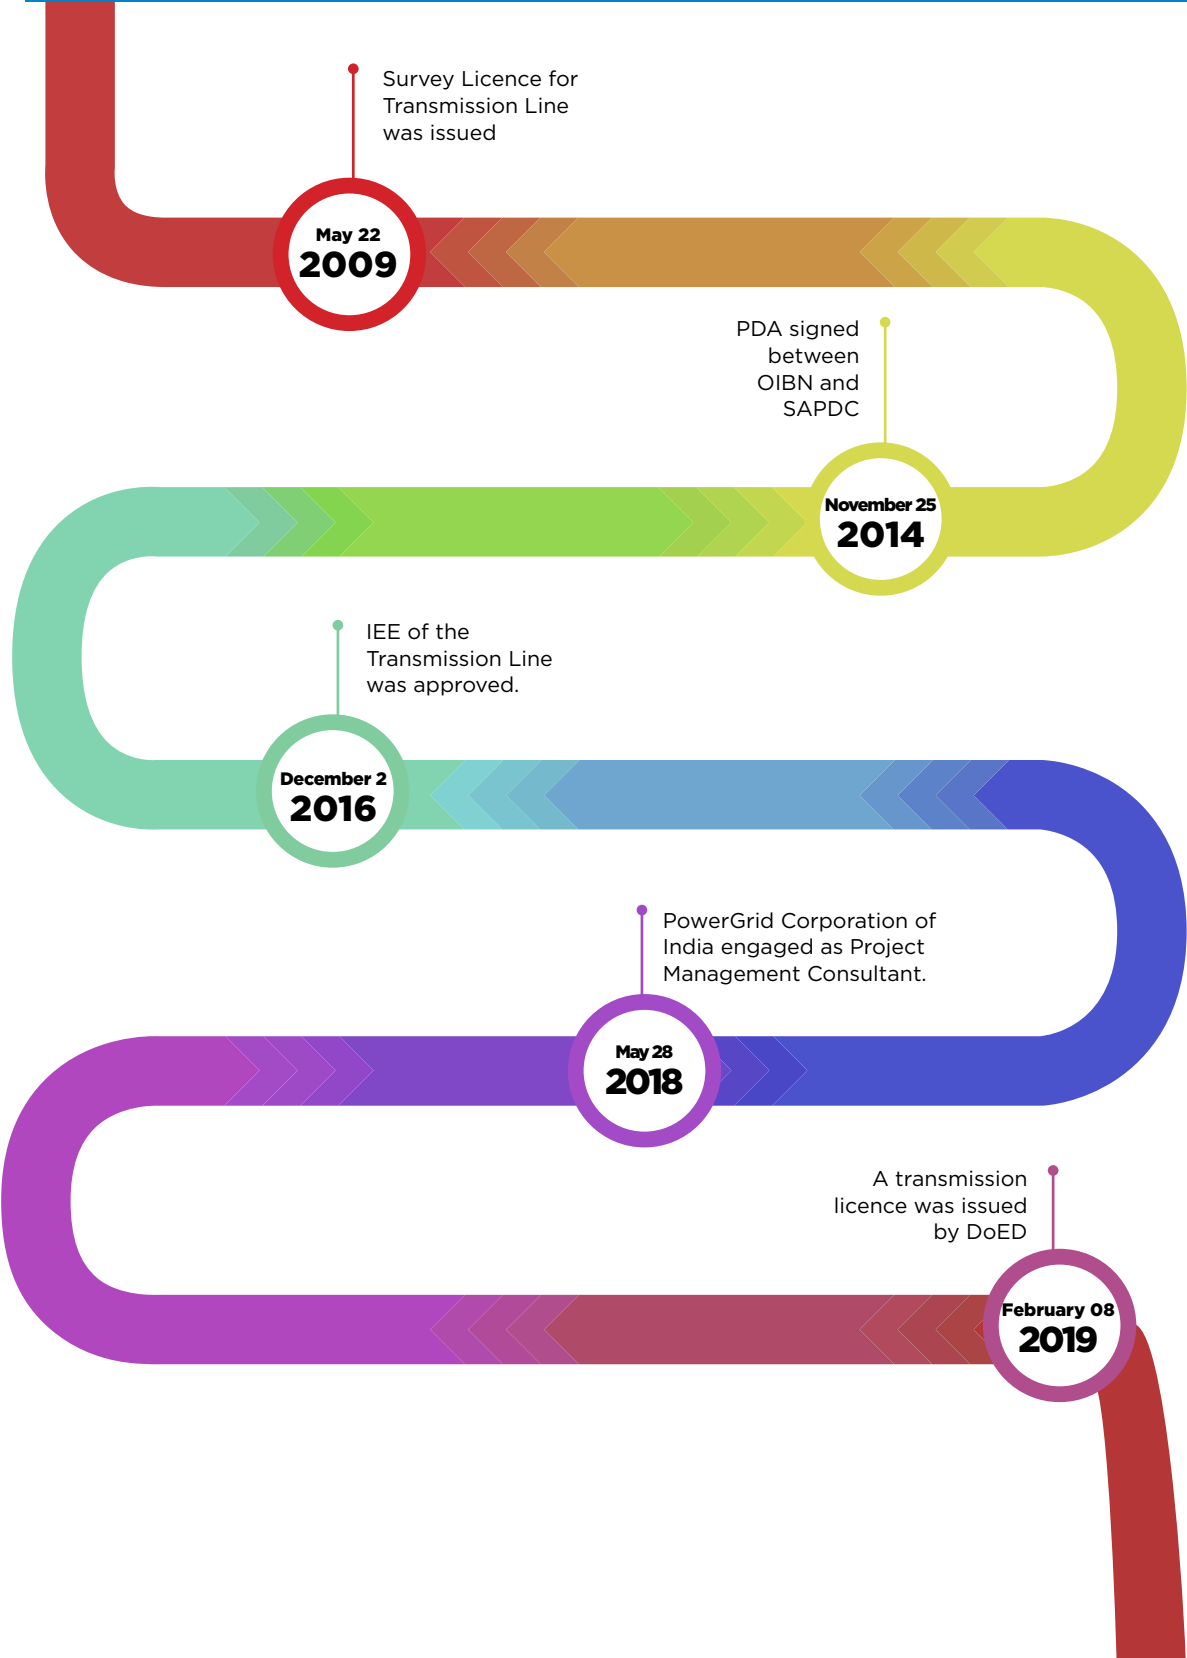 Survey Licence for
Transmission Line
was issued
May 22
2009
PDA signed
between
OIBN and
SAPDC
November 25
2014
IEE of the
Transmission Line
was approved.
December 2
2016
PowerGrid Corporation of
India engaged as Project
Management Consultant.
May 28
2018
A transmission
licence was issued
by DoED
February 08
2019